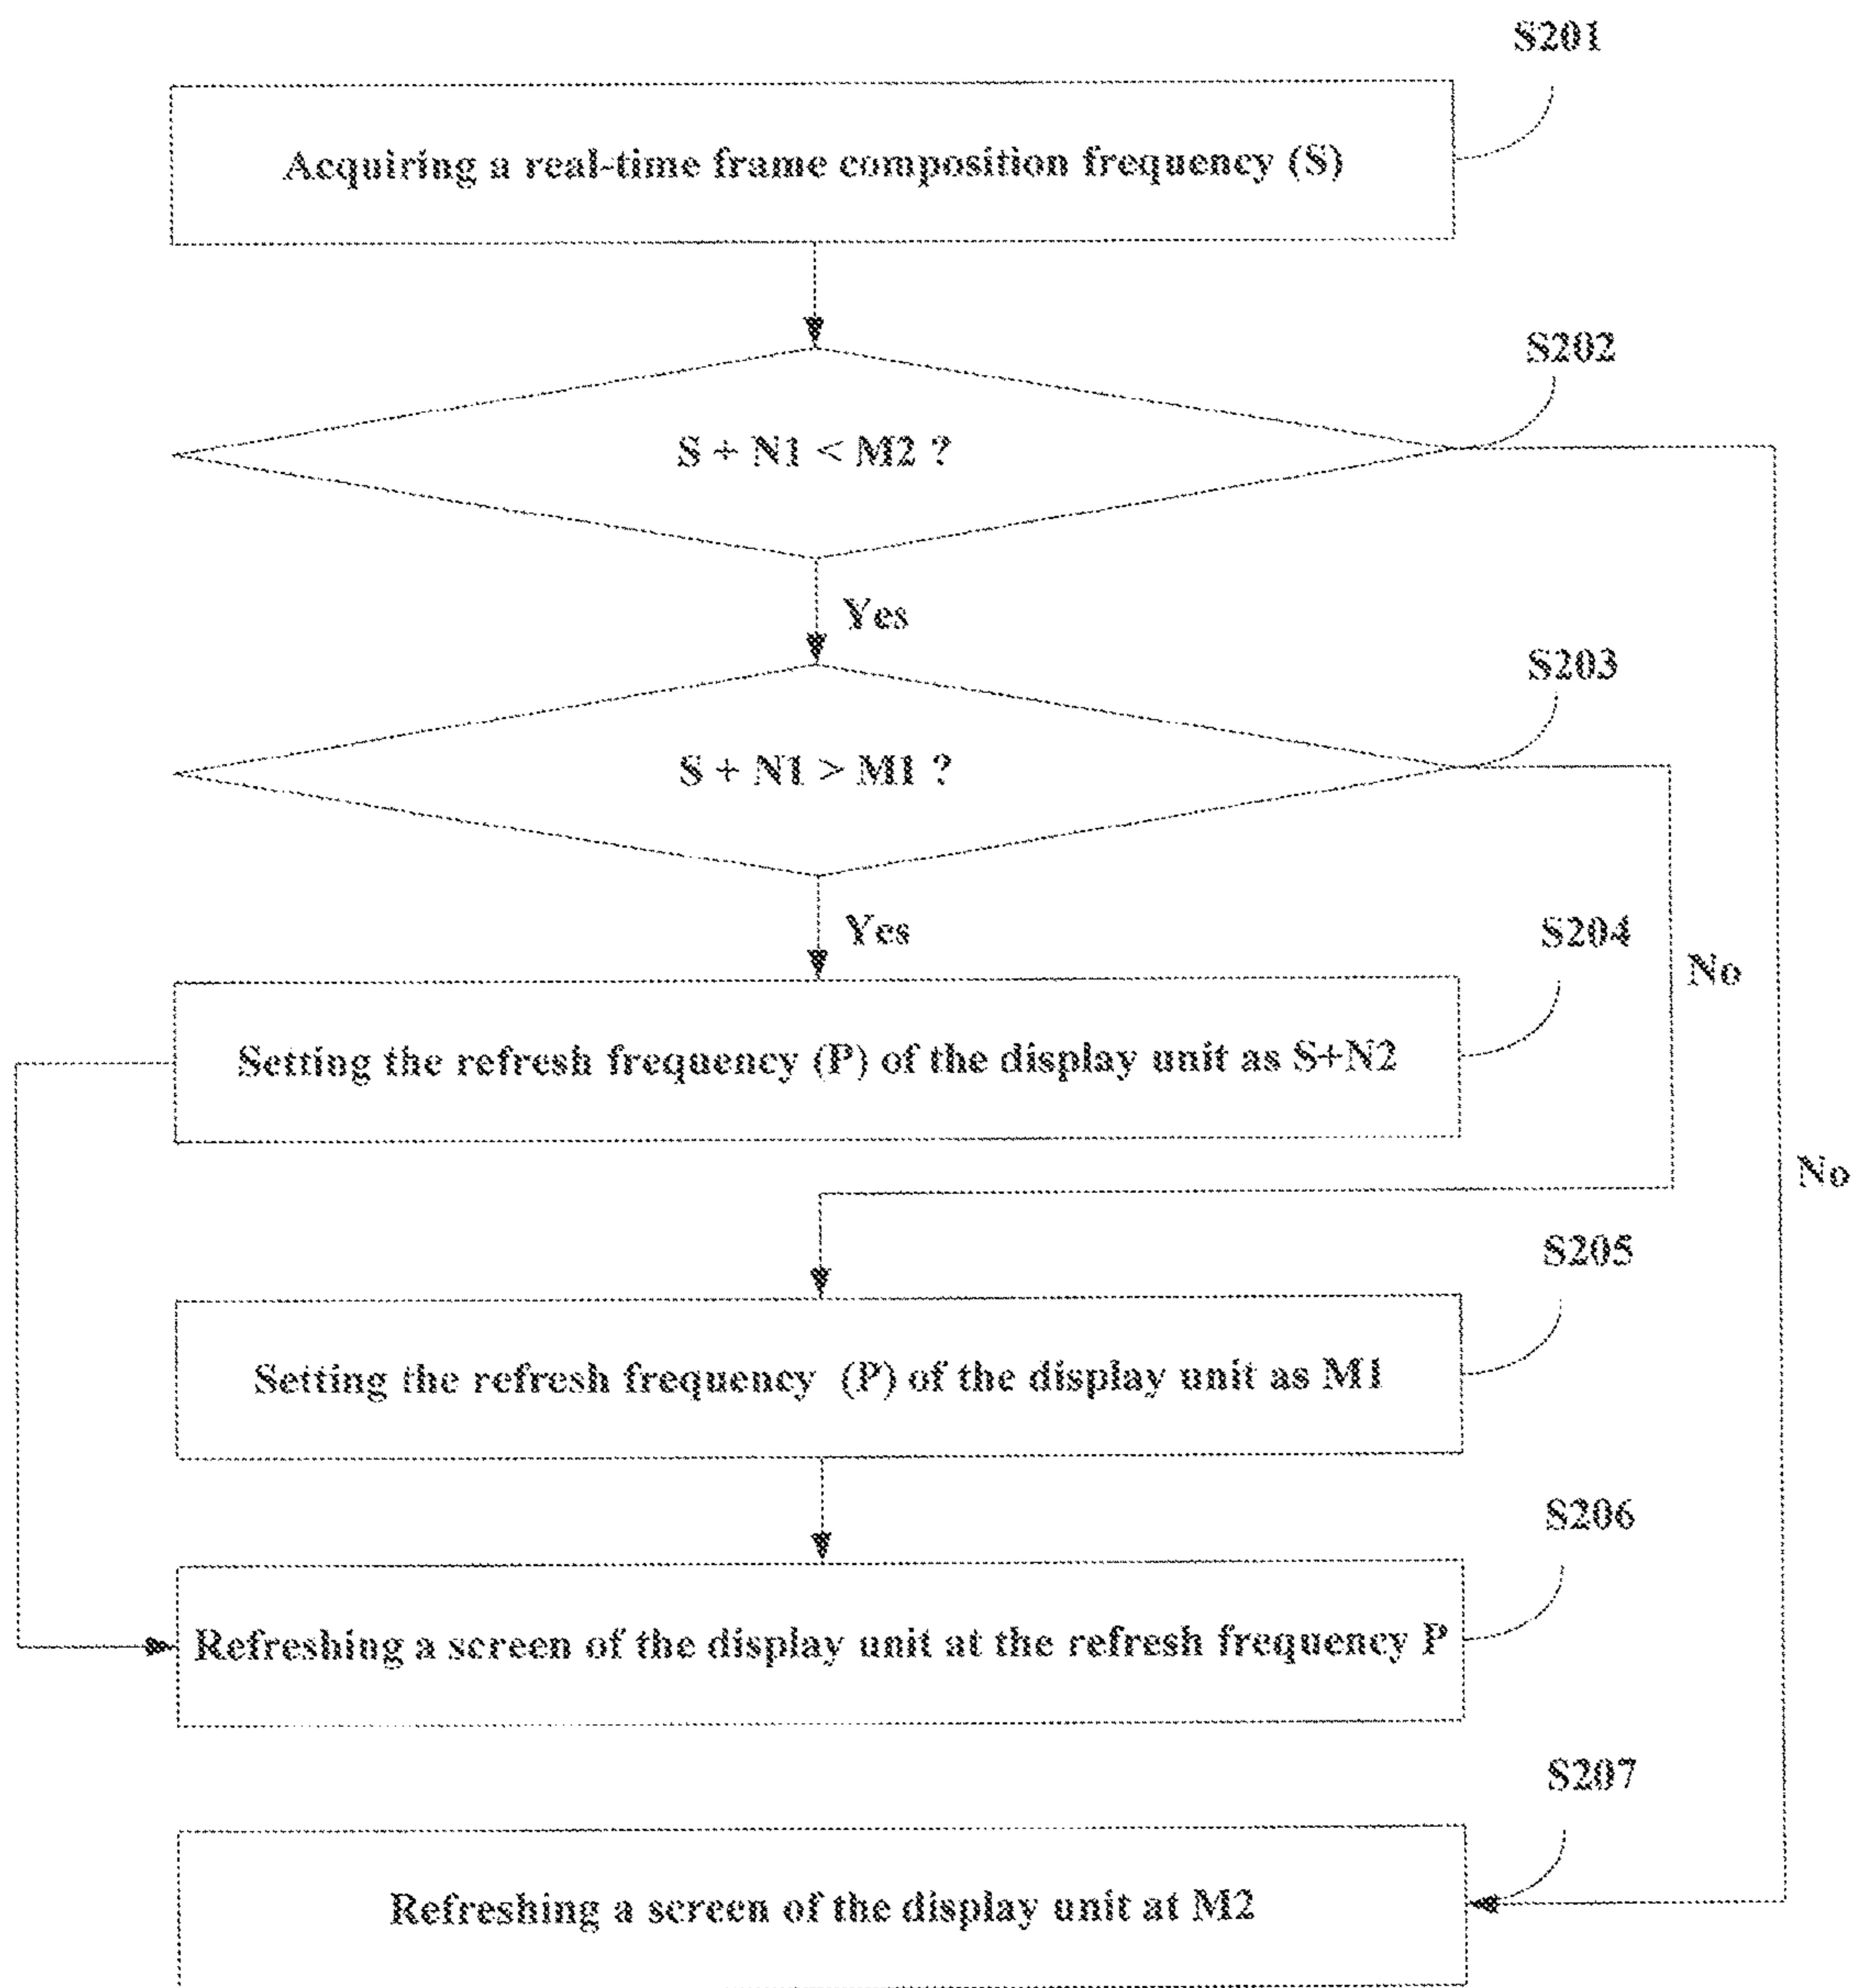 S201
Acquiring a real-time frame composition frequency (S)
S202
S + N1 < M2 ?
Yes
S203
S + N1 > M1 ?
Yes
S204
No
Setting the refresh frequency (P) of the display unit as S+N2
No
S205
Setting the refresh frequency (P) of the display unit as M1
S206
Refreshing a screen of the display unit at the refresh frequency P
S207
Refreshing a screen of the display unit at M2